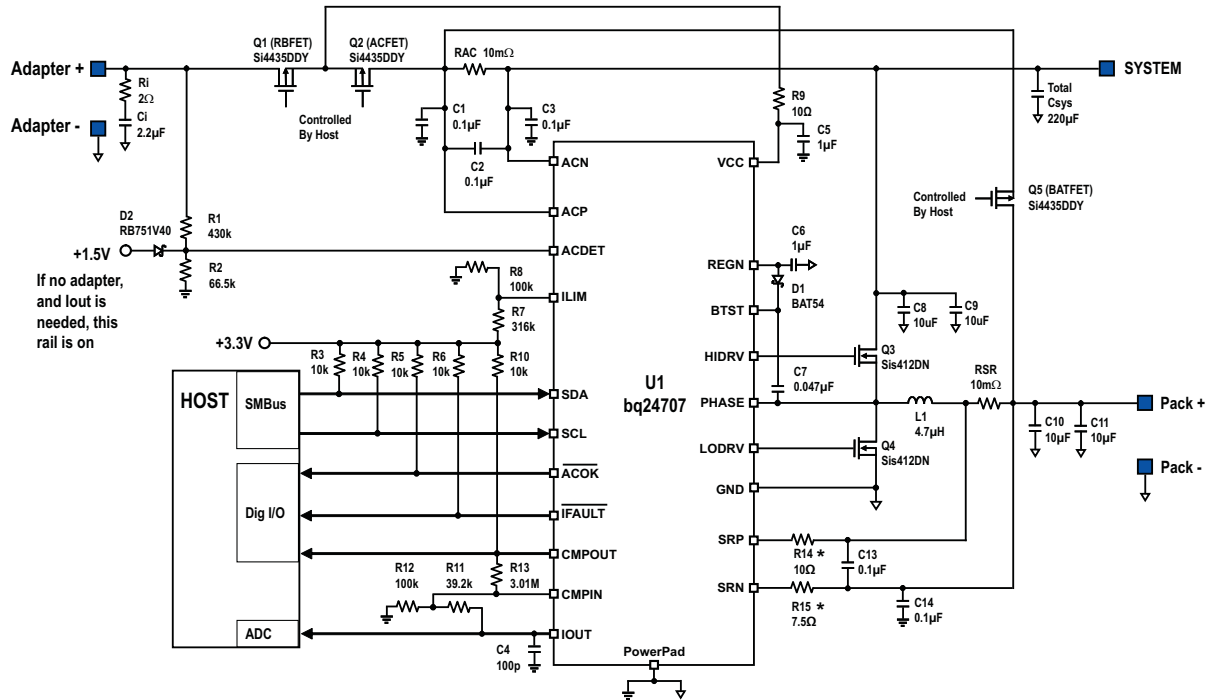 Q1 (RBFET)
Si4435DDY
Q2 (ACFET)
Si4435DDY
RAC 10mΩ
Adapter +
SYSTEM
Ri
2Ω
Ci
2.2µF
Adapter -
Controlled
By Host
C1
0.1µF
C3
0.1µF
C2
0.1µF
R9
10Ω
C5
1µF
Total
Csys
220µF
ACN
VCC
Controlled
By Host
Q5 (BATFET)
Si4435DDY
ACP
D2
RB751V40
R1
430k
+1.5V
ACDET
R2
66.5k
If no adapter,
and Iout is
needed, this
rail is on
R8
100k
ILIM
R7
316k
C6
1µF
REGN
D1
BAT54
BTST
C8
10uF
C9
10uF
+3.3V
R3
10k
R4
10k
R5
10k
R6
10k
R10
10k
HIDRV
Q3
Sis412DN
C7
0.047µF
RSR
10mΩ
U1
bq24707
HOST
SMBus
SDA
PHASE
L1
4.7µH
Pack +
C10
10µF
C11
10µF
SCL
LODRV
Q4
Sis412DN
Dig I/O
ACOK
GND
Pack -
IFAULT
SRP
R14 *
10Ω
C13
0.1µF
CMPOUT
R12
100k
R11
39.2k
R13
3.01M
CMPIN
SRN
R15 *
7.5Ω
C14
0.1µF
ADC
IOUT
C4
100p
PowerPad